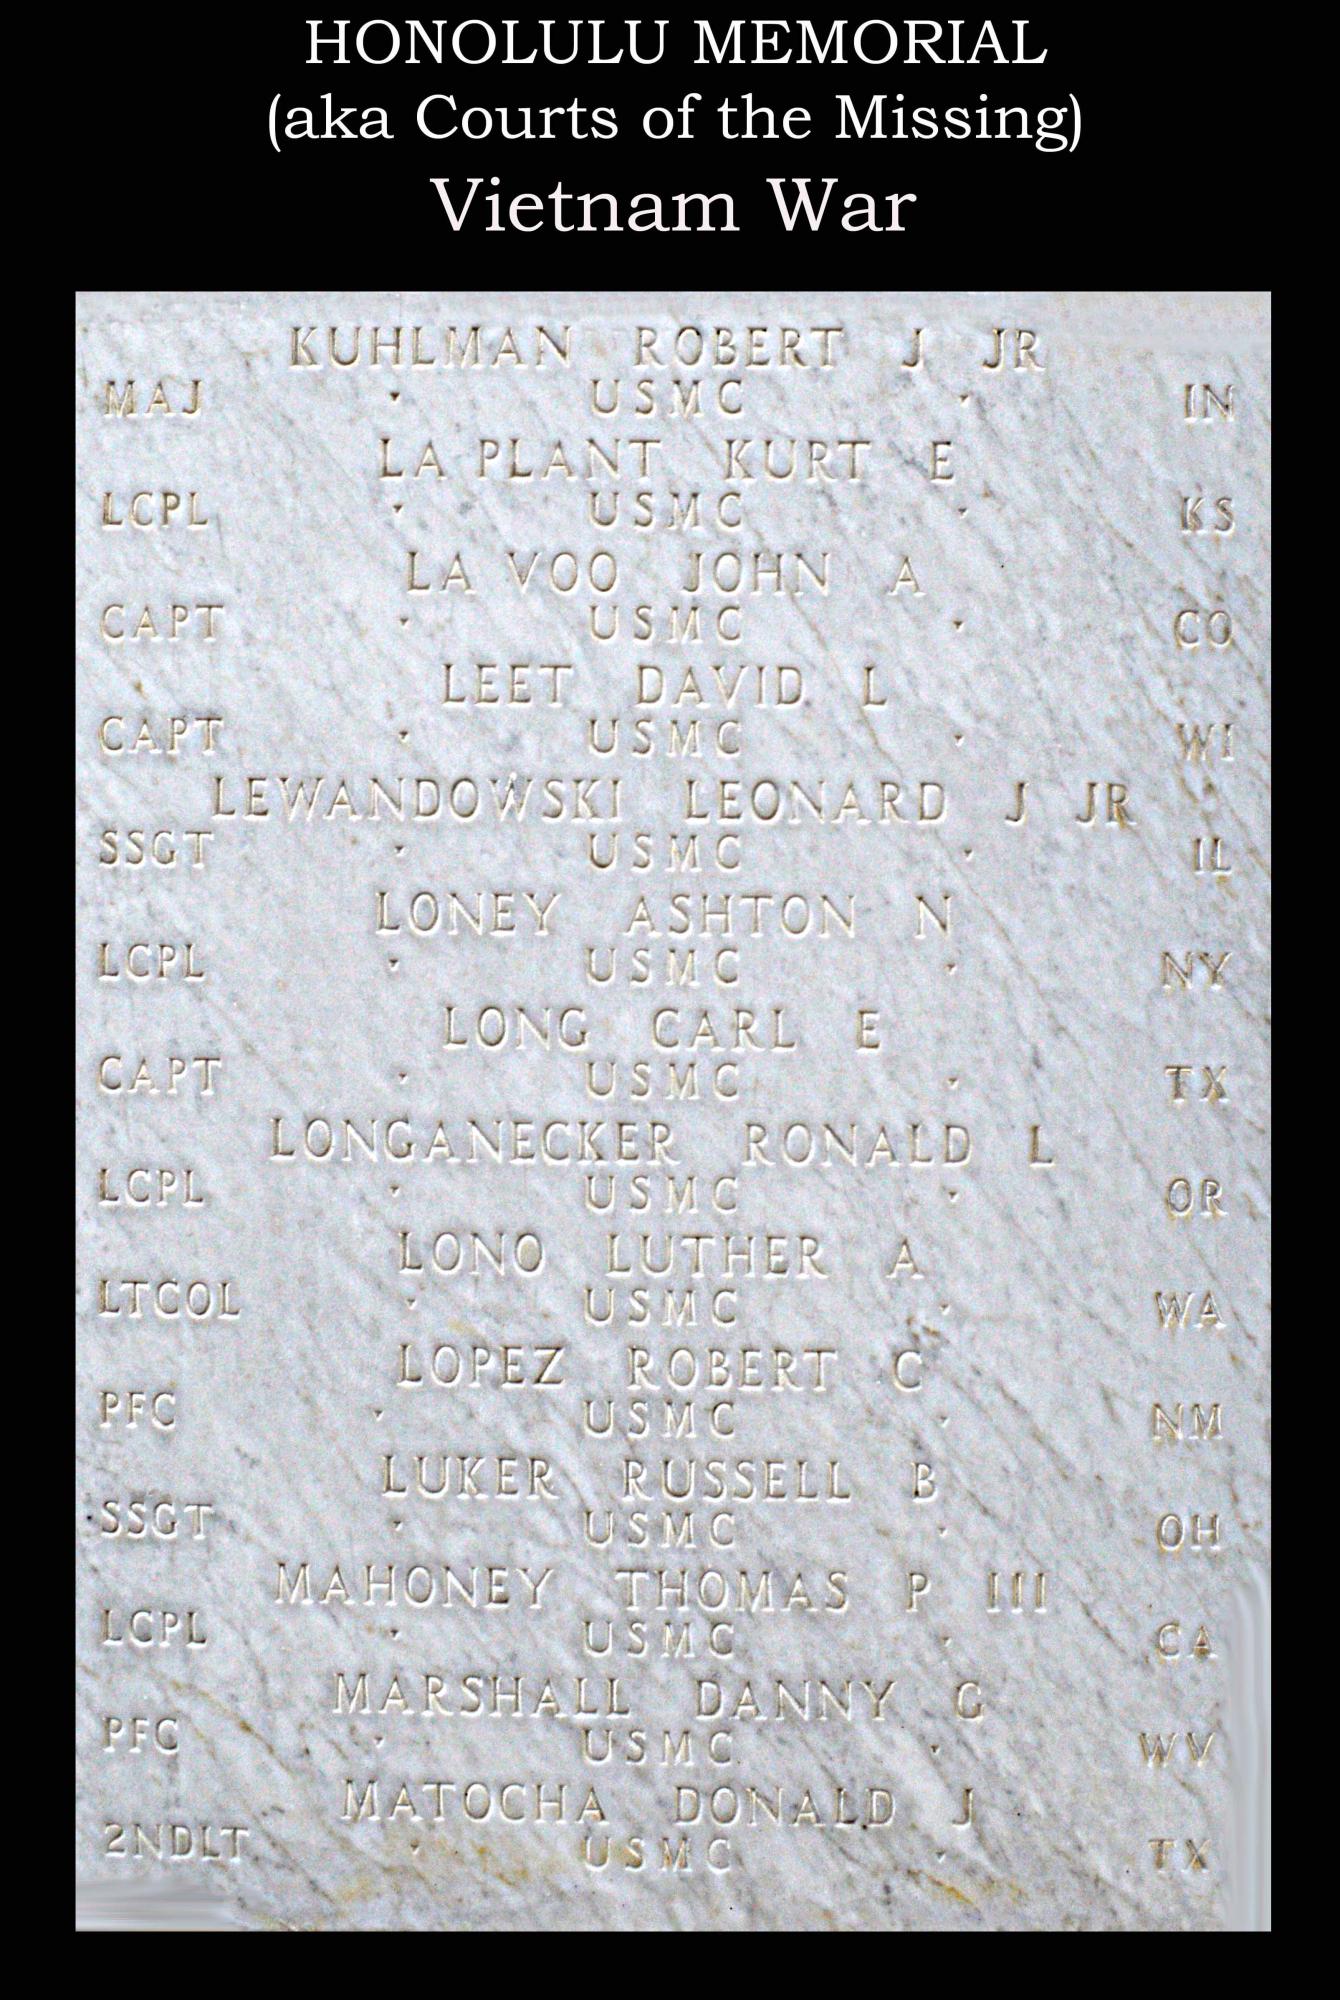 HONOLULU MEMORIAL
(aka Courts of the Missing)
Vietnam War
KUHLMAN ROBERT J JR
MAJ · USMC · IN
LA PLANT KURT E
LCPL · USMC · KS
LA VOO JOHN A
CAPT · USMC · CO
LEET DAVID L
CAPT · USMC · WI
LEWANDOWSKI LEONARD J JR
SSGT · USMC · IL
LONEY ASHTON N
LCPL · USMC · NY
LONG CARL E
CAPT · USMC · TX
LONGANECKER RONALD L
LCPL · USMC · OR
LONO LUTHER A
LTCOL · USMC · WA
LOPEZ ROBERT C
PFC · USMC · NM
LUKER RUSSELL B
SSGT · USMC · OH
MAHONEY THOMAS P III
LCPL · USMC · CA
MARSHALL DANNY G
PFC · USMC · WV
MATOCHA DONALD J
2NDLT · USMC · TX